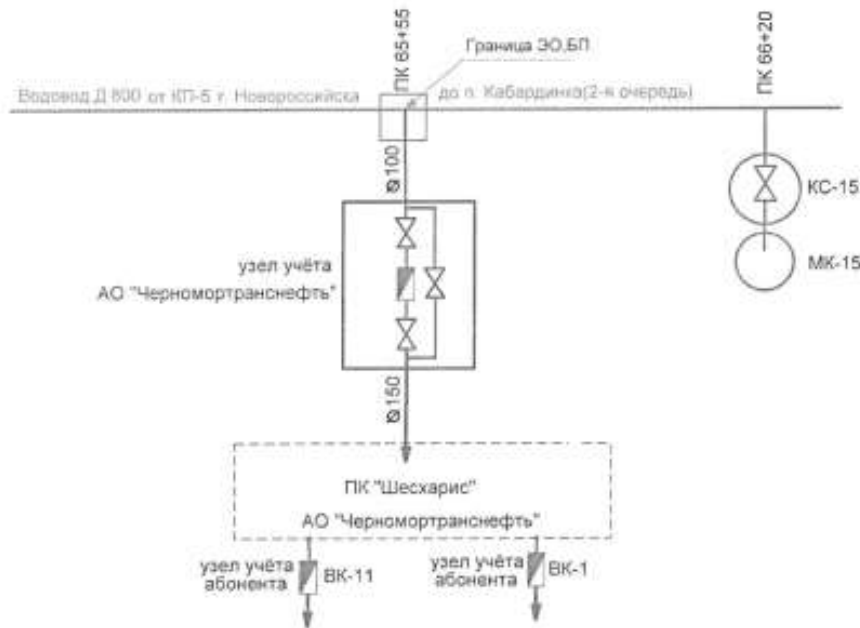 ПК 65+55
Граница ЭО,БП
ПК 66+20
Водовод Д 800 от КП-5 г. Новороссийска до п. Кабардинка(2-я очередь)
Ø100
КС-15
МК-15
узел учёта
АО "Черномортранснефть"
Ø150
ПК "Шесхарис"
АО "Черномортранснефть"
узел учёта
абонента
ВК-11
узел учёта
абонента
ВК-1